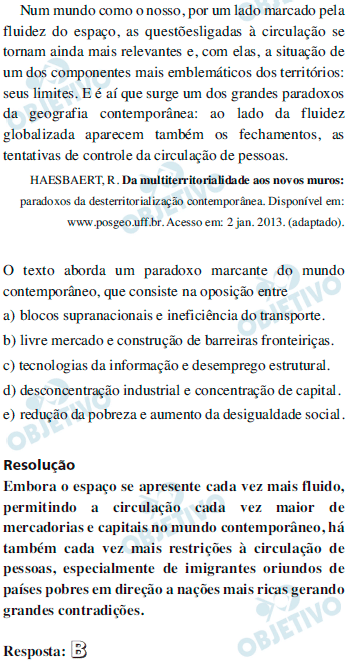 Num mundo como o nosso, por um lado marcado pela
fluidez do espaço, as questõesligadas à circulação se
tornam ainda mais relevantes e, com elas, a situação de
um dos componentes mais emblemáticos dos territórios:
seus limites. E é aí que surge um dos grandes paradoxos
da geografia contemporânea: ao lado da fluidez
globalizada aparecem também os fechamentos, as
tentativas de controle da circulação de pessoas.
HAESBAERT, R. Da multiterritorialidade aos novos muros:
paradoxos da desterritorialização contemporânea. Disponível em:
www.posgeo.uff.br. Acesso em: 2 jan. 2013. (adaptado).
O texto aborda um paradoxo marcante do mundo
contemporâneo, que consiste na oposição entre
a) blocos supranacionais e ineficiência do transporte.
b) livre mercado e construção de barreiras fronteiriças.
c) tecnologias da informação e desemprego estrutural.
d) desconcentração industrial e concentração de capital.
e) redução da pobreza e aumento da desigualdade social.
Resolução
Embora o espaço se apresente cada vez mais fluido,
permitindo a circulação cada vez maior de
mercadorias e capitais no mundo contemporâneo, há
também cada vez mais restrições à circulação de
pessoas, especialmente de imigrantes oriundos de
países pobres em direção a nações mais ricas gerando
grandes contradições.
Resposta: B
OBJETIVO
OBJETIVO
OBJETIVO
OBJETIVO
OBJETIVO
OBJETIVO
OBJETIVO
OBJETIVO